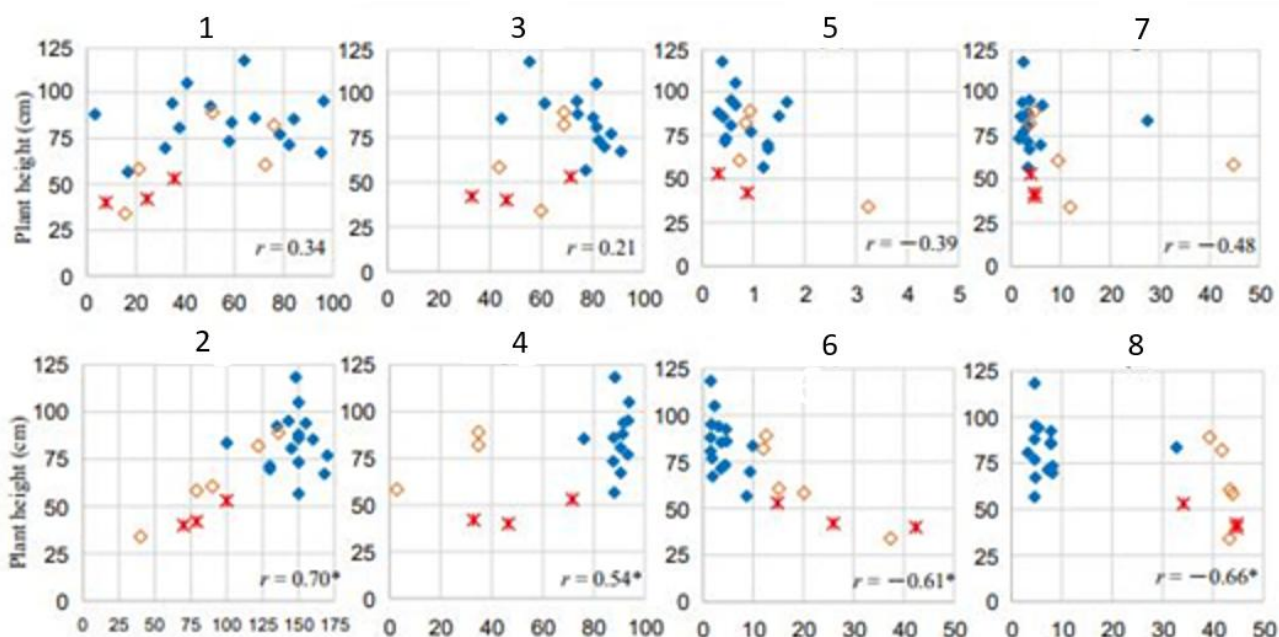 1 3 5 7
Plant height (cm)
125 100 75 50 25 0
0 20 40 60 80 100
r = 0.34
125 100 75 50 25 0
0 20 40 60 80 100
r = 0.21
125 100 75 50 25 0
0 1 2 3 4 5
r = −0.39
125 100 75 50 25 0
0 10 20 30 40 50
r = −0.48
2 4 6 8
Plant height (cm)
125 100 75 50 25 0
0 25 50 75 100 125 150 175
r = 0.70*
125 100 75 50 25 0
0 20 40 60 80 100
r = 0.54*
125 100 75 50 25 0
0 10 20 30 40 50
r = −0.61*
125 100 75 50 25 0
0 10 20 30 40 50
r = −0.66*